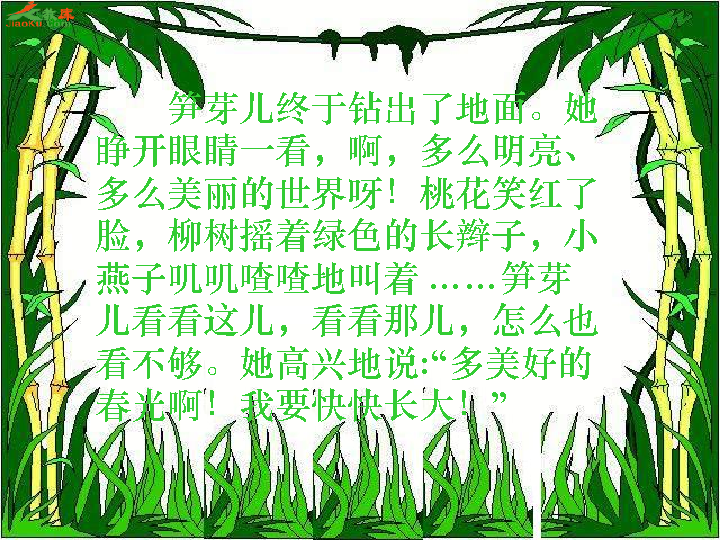 笋芽儿终于钻出了地面。她
睁开眼睛一看，啊，多么明亮、
多么美丽的世界呀！桃花笑红了
脸，柳树摇着绿色的长辫子，小
燕子叽叽喳喳地叫着……笋芽
儿看看这儿，看看那儿，怎么也
看不够。她高兴地说:“多美好的
春光啊！我要快快长大！”